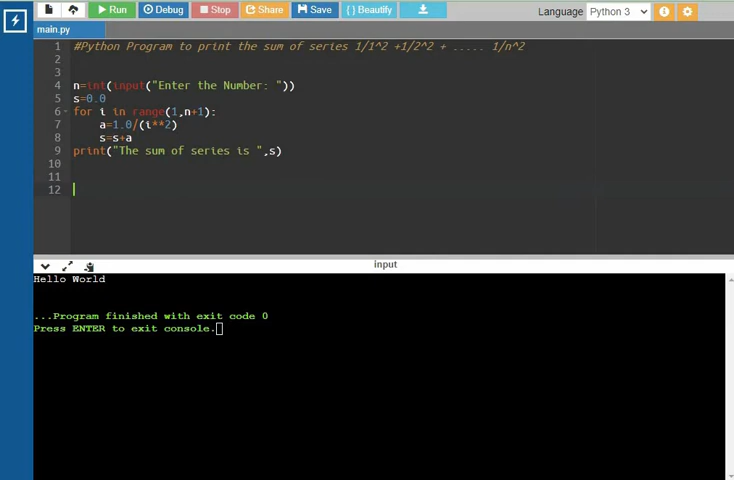 Run Debug Stop Share Save { } Beautify Language Python 3
main.py
1 #Python Program to print the sum of series 1/1^2 +1/2^2 + ..... 1/n^2
2
3
4 n=int(input("Enter the Number: "))
5 s=0.0
6 for i in range(1,n+1):
7 a=1.0/(i**2)
8 s=s+a
9 print("The sum of series is ",s)
10
11
12
input
Hello World
...Program finished with exit code 0
Press ENTER to exit console.